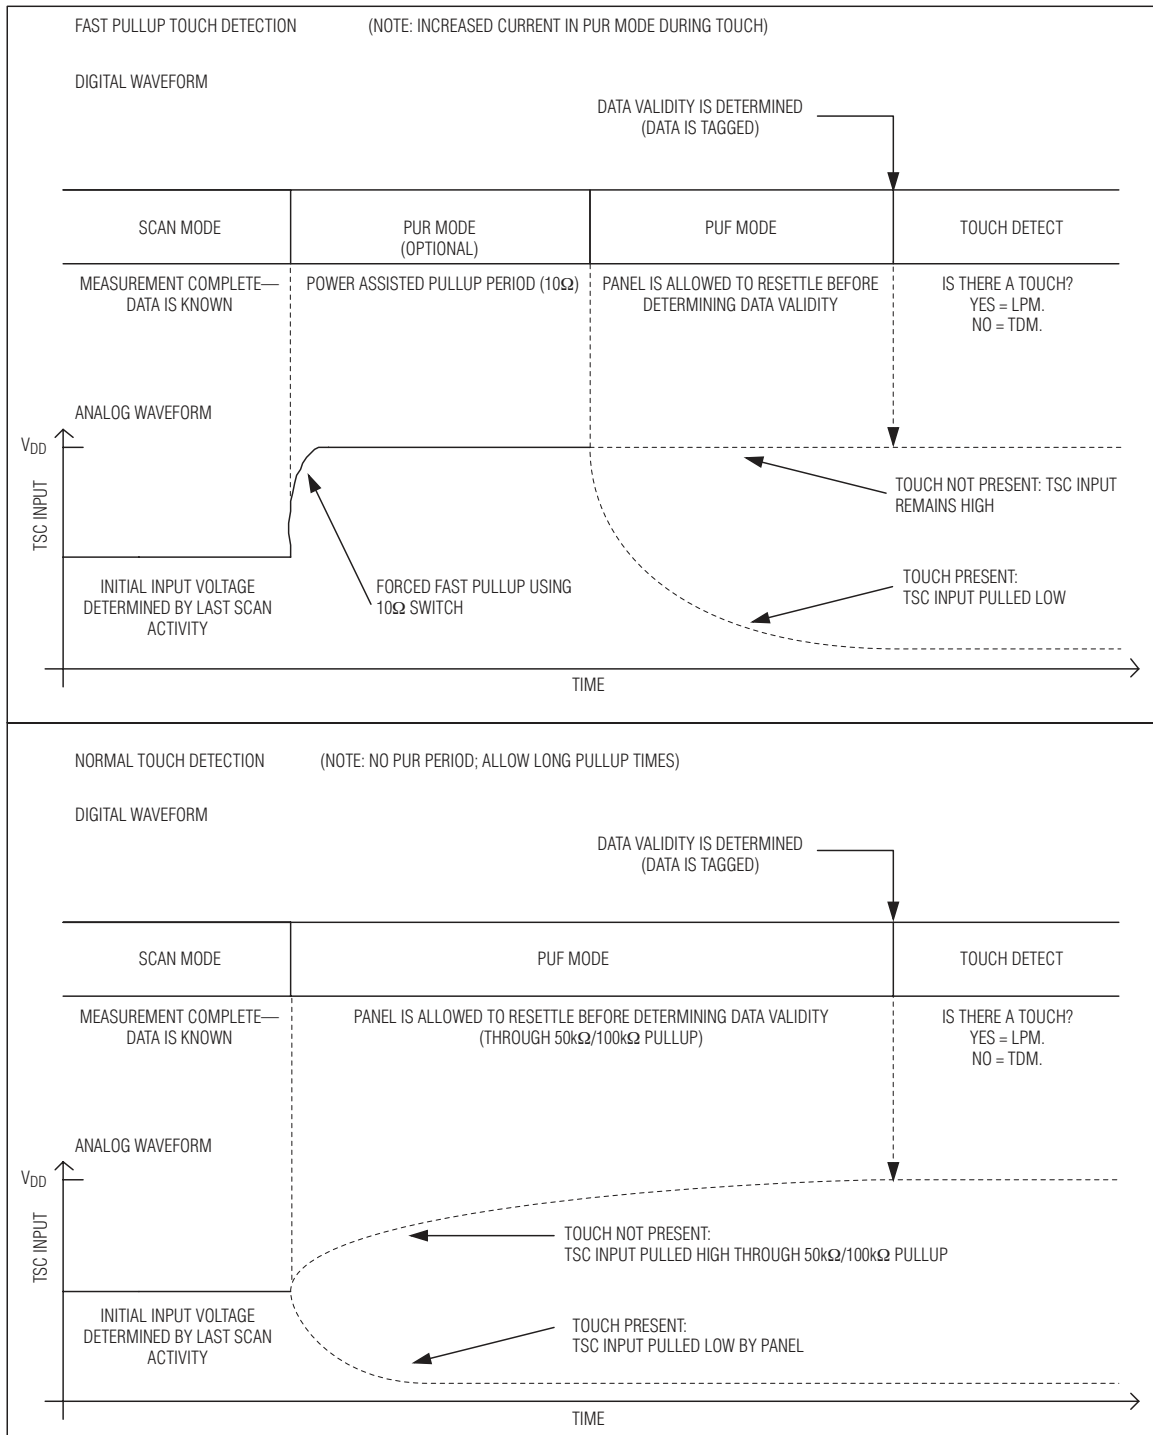 FAST PULLUP TOUCH DETECTION (NOTE: INCREASED CURRENT IN PUR MODE DURING TOUCH)
DIGITAL WAVEFORM
DATA VALIDITY IS DETERMINED
(DATA IS TAGGED)
SCAN MODE
PUR MODE
(OPTIONAL)
PUF MODE
TOUCH DETECT
MEASUREMENT COMPLETE—
DATA IS KNOWN
POWER ASSISTED PULLUP PERIOD (10Ω)
PANEL IS ALLOWED TO RESETTLE BEFORE
DETERMINING DATA VALIDITY
IS THERE A TOUCH?
YES = LPM.
NO = TDM.
ANALOG WAVEFORM
VDD
TSC INPUT
TOUCH NOT PRESENT: TSC INPUT
REMAINS HIGH
INITIAL INPUT VOLTAGE
DETERMINED BY LAST SCAN
ACTIVITY
FORCED FAST PULLUP USING
10Ω SWITCH
TOUCH PRESENT:
TSC INPUT PULLED LOW
TIME
NORMAL TOUCH DETECTION (NOTE: NO PUR PERIOD; ALLOW LONG PULLUP TIMES)
DIGITAL WAVEFORM
DATA VALIDITY IS DETERMINED
(DATA IS TAGGED)
SCAN MODE
PUF MODE
TOUCH DETECT
MEASUREMENT COMPLETE—
DATA IS KNOWN
PANEL IS ALLOWED TO RESETTLE BEFORE DETERMINING DATA VALIDITY
(THROUGH 50kΩ/100kΩ PULLUP)
IS THERE A TOUCH?
YES = LPM.
NO = TDM.
ANALOG WAVEFORM
VDD
TSC INPUT
TOUCH NOT PRESENT:
TSC INPUT PULLED HIGH THROUGH 50kΩ/100kΩ PULLUP
INITIAL INPUT VOLTAGE
DETERMINED BY LAST SCAN
ACTIVITY
TOUCH PRESENT:
TSC INPUT PULLED LOW BY PANEL
TIME